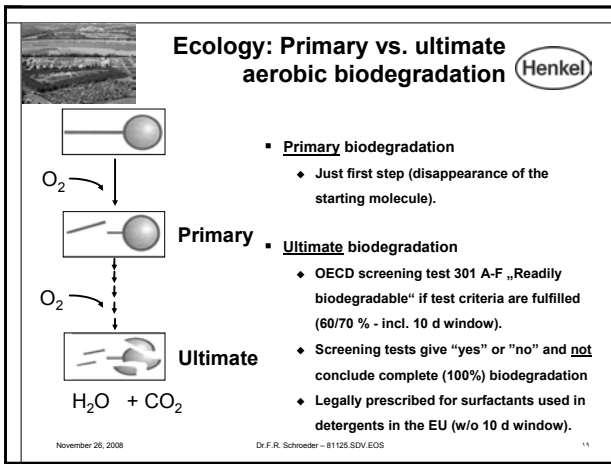 Ecology: Primary vs. ultimate
aerobic biodegradation
Henkel
O₂
Primary
O₂
Ultimate
H₂O + CO₂
▪ Primary biodegradation
◆ Just first step (disappearance of the
starting molecule).
▪ Ultimate biodegradation
◆ OECD screening test 301 A-F „Readily
biodegradable“ if test criteria are fulfilled
(60/70 % - incl. 10 d window).
◆ Screening tests give “yes” or ”no” and not
conclude complete (100%) biodegradation
◆ Legally prescribed for surfactants used in
detergents in the EU (w/o 10 d window).
November 26, 2008
Dr.F.R. Schroeder – 81125.SDV.EOS
١٩